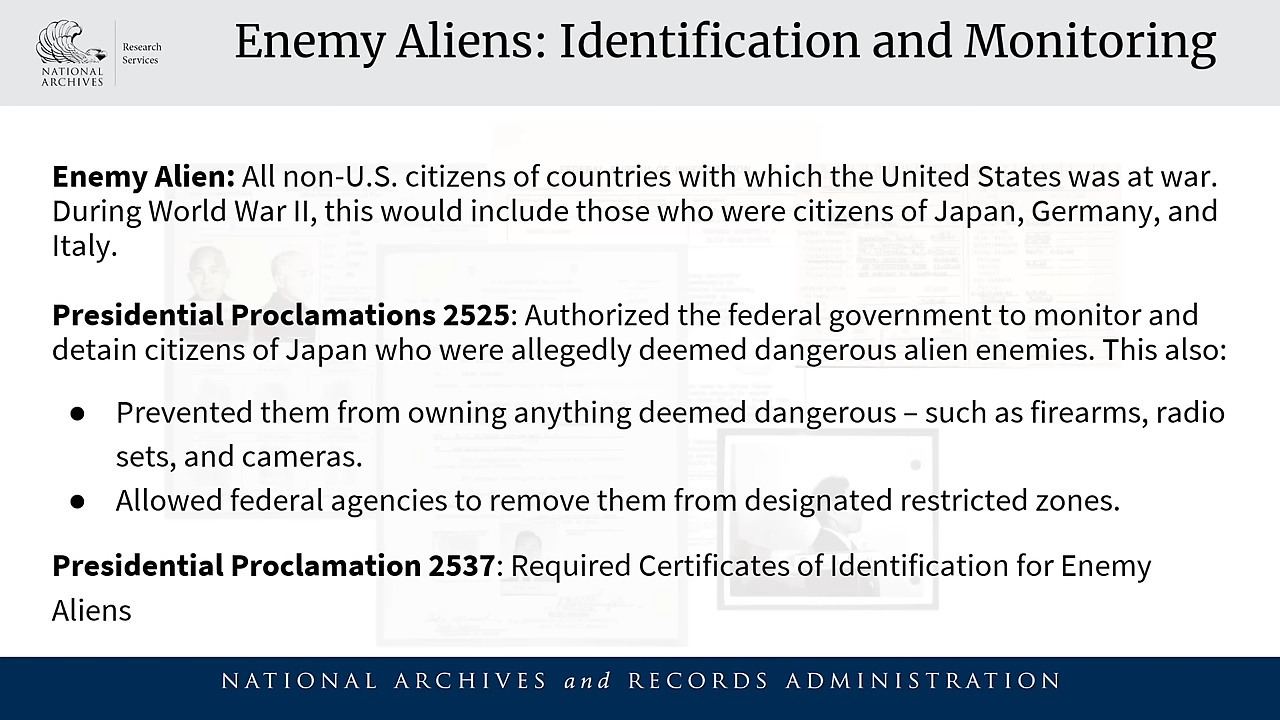 NATIONAL
ARCHIVES
Research
Services
Enemy Aliens: Identification and Monitoring
Enemy Alien: All non-U.S. citizens of countries with which the United States was at war.
During World War II, this would include those who were citizens of Japan, Germany, and
Italy.
Presidential Proclamations 2525: Authorized the federal government to monitor and
detain citizens of Japan who were allegedly deemed dangerous alien enemies. This also:
● Prevented them from owning anything deemed dangerous – such as firearms, radio
sets, and cameras.
● Allowed federal agencies to remove them from designated restricted zones.
Presidential Proclamation 2537: Required Certificates of Identification for Enemy
Aliens
NATIONAL ARCHIVES and RECORDS ADMINISTRATION